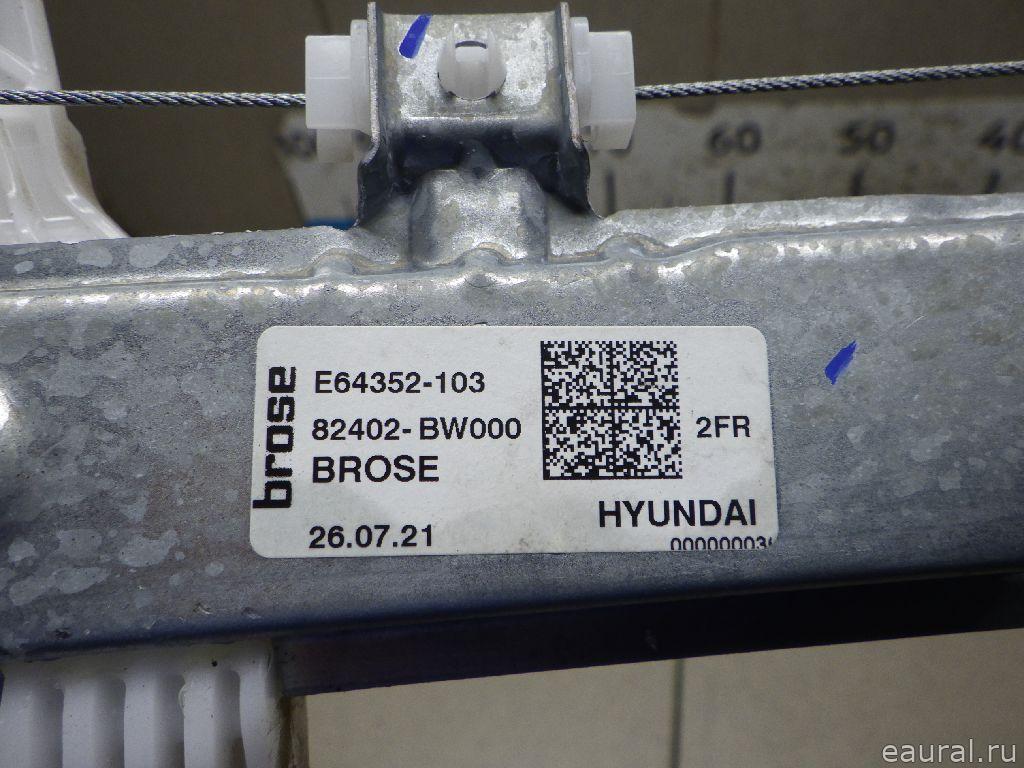 60 50 40
brose
E64352-103
82402-BW000
2FR
BROSE
HYUNDAI
26.07.21
eaural.ru